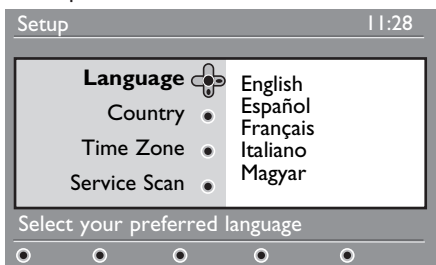 Setup 11:28
Language
Country
Time Zone
Service Scan
English
Español
Français
Italiano
Magyar
Select your preferred language